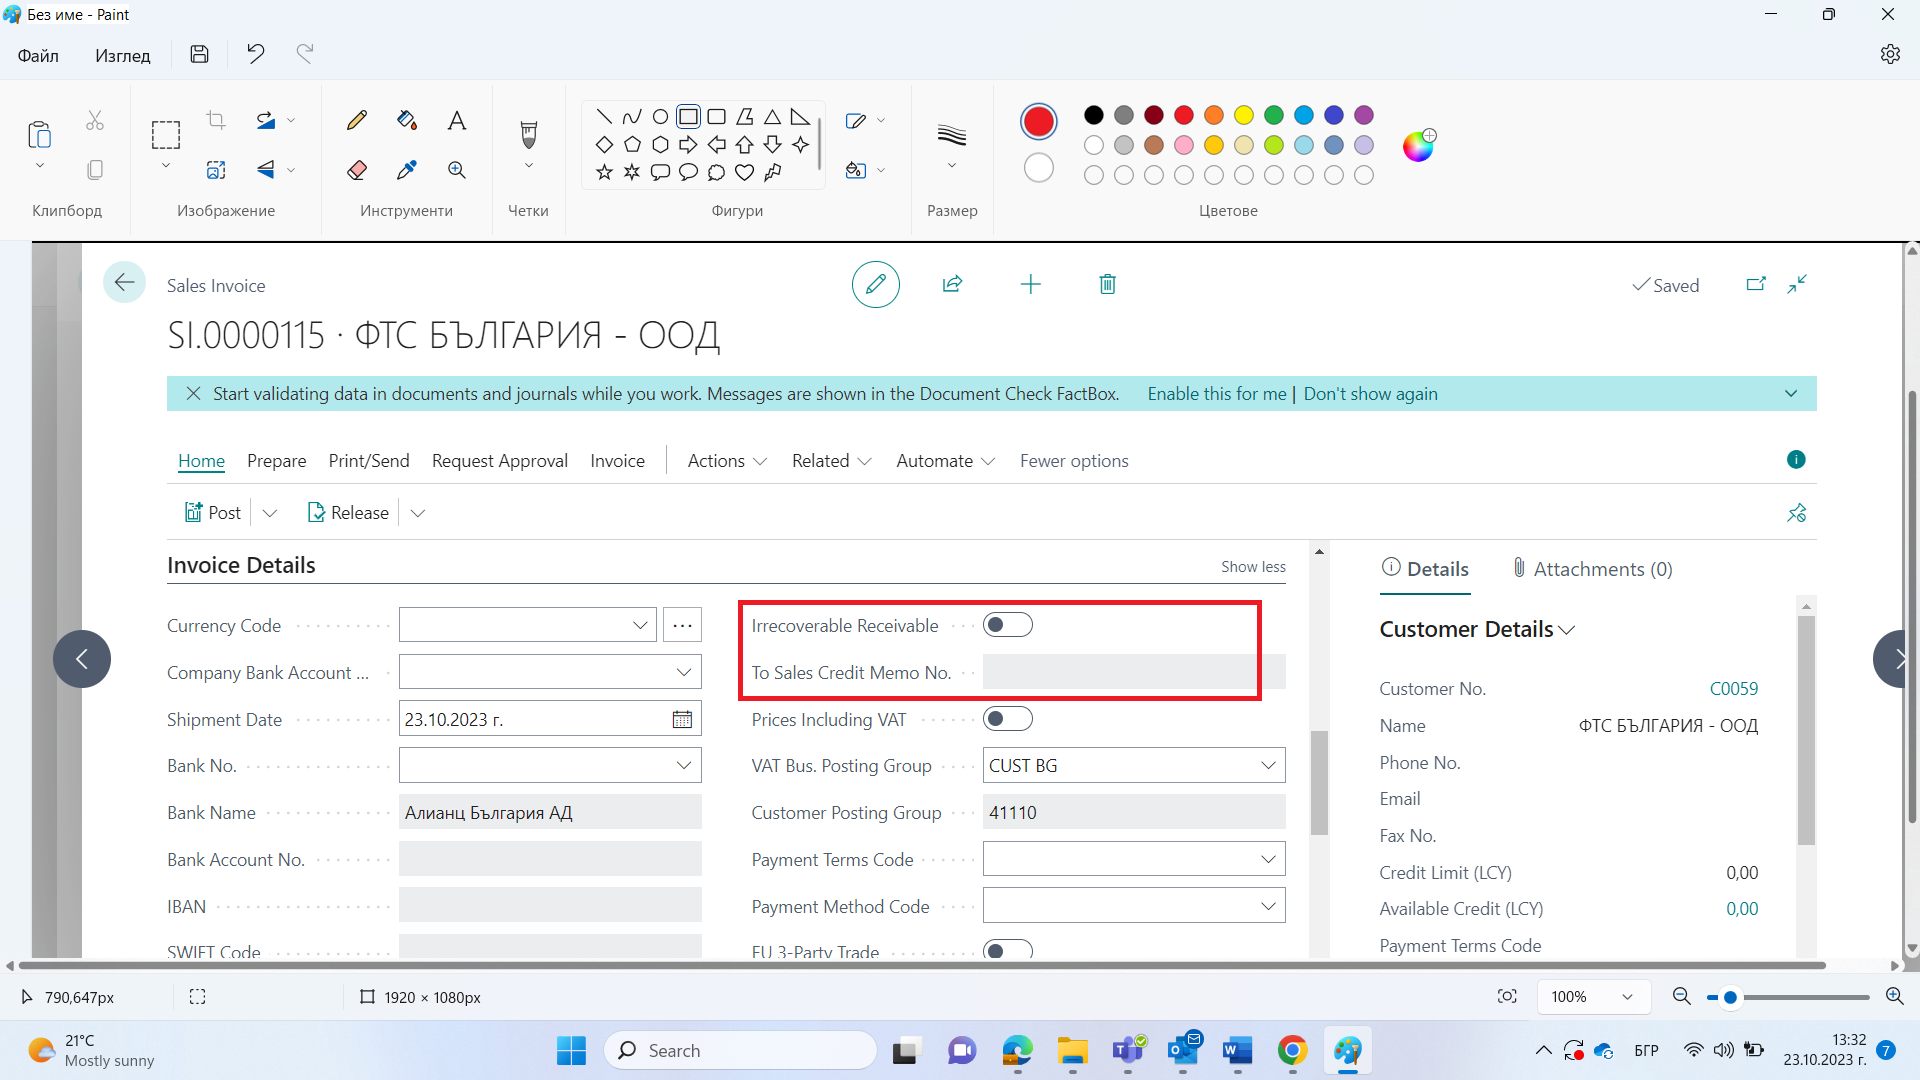 Без име - Paint
Файл Изглед
Клипборд Изображение Инструменти Четки Фигури Размер Цветове
Sales Invoice
Saved
SI.0000115 · ФТС БЪЛГАРИЯ - ООД
Start validating data in documents and journals while you work. Messages are shown in the Document Check FactBox. Enable this for me | Don't show again
Home Prepare Print/Send Request Approval Invoice Actions Related Automate Fewer options
Post Release
Invoice Details
Show less
Currency Code
Company Bank Account ...
Shipment Date 23.10.2023 г.
Bank No.
Bank Name Алианц България АД
Bank Account No.
IBAN
SWIFT Code
Irrecoverable Receivable
To Sales Credit Memo No.
Prices Including VAT
VAT Bus. Posting Group CUST BG
Customer Posting Group 41110
Payment Terms Code
Payment Method Code
EU 3-Party Trade
Details Attachments (0)
Customer Details
Customer No. C0059
Name ФТС БЪЛГАРИЯ - ООД
Phone No.
Email
Fax No.
Credit Limit (LCY) 0,00
Available Credit (LCY) 0,00
Payment Terms Code
790,647px 1920 × 1080px 100%
21°C
Mostly sunny
Search
БГР
13:32
23.10.2023 г.
7